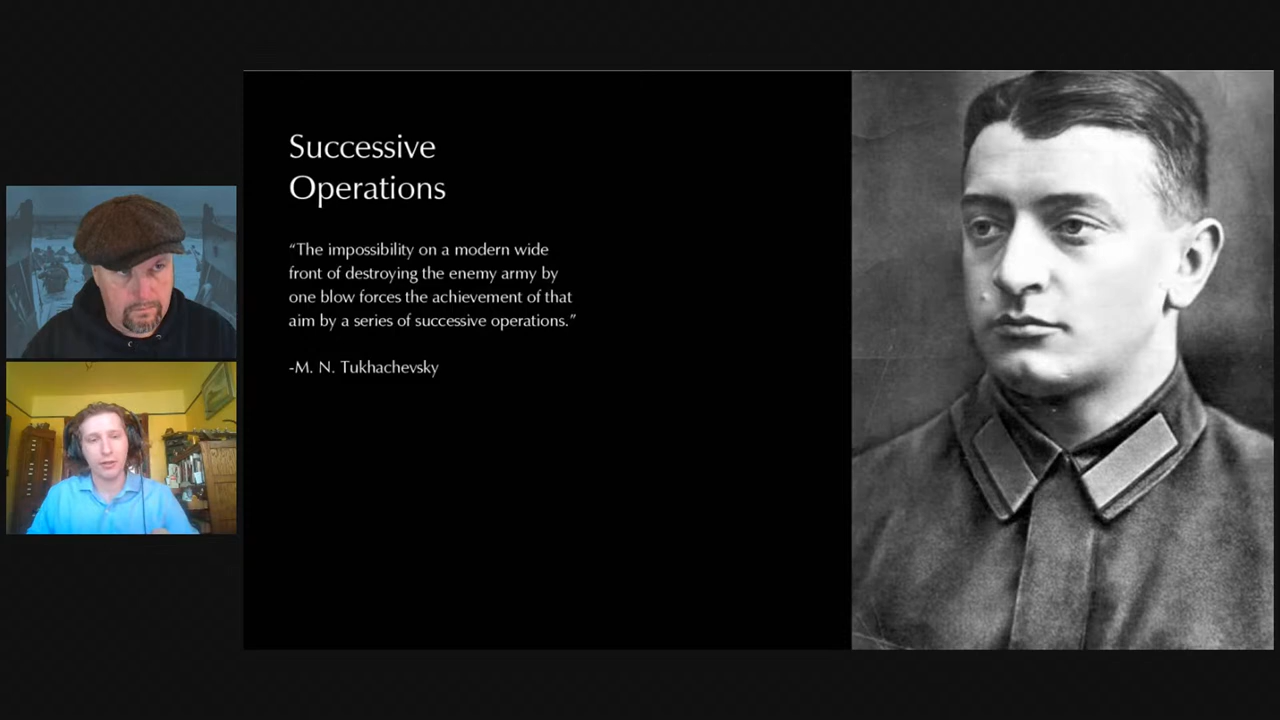 Successive
Operations
“The impossibility on a modern wide
front of destroying the enemy army by
one blow forces the achievement of that
aim by a series of successive operations.”
-M. N. Tukhachevsky